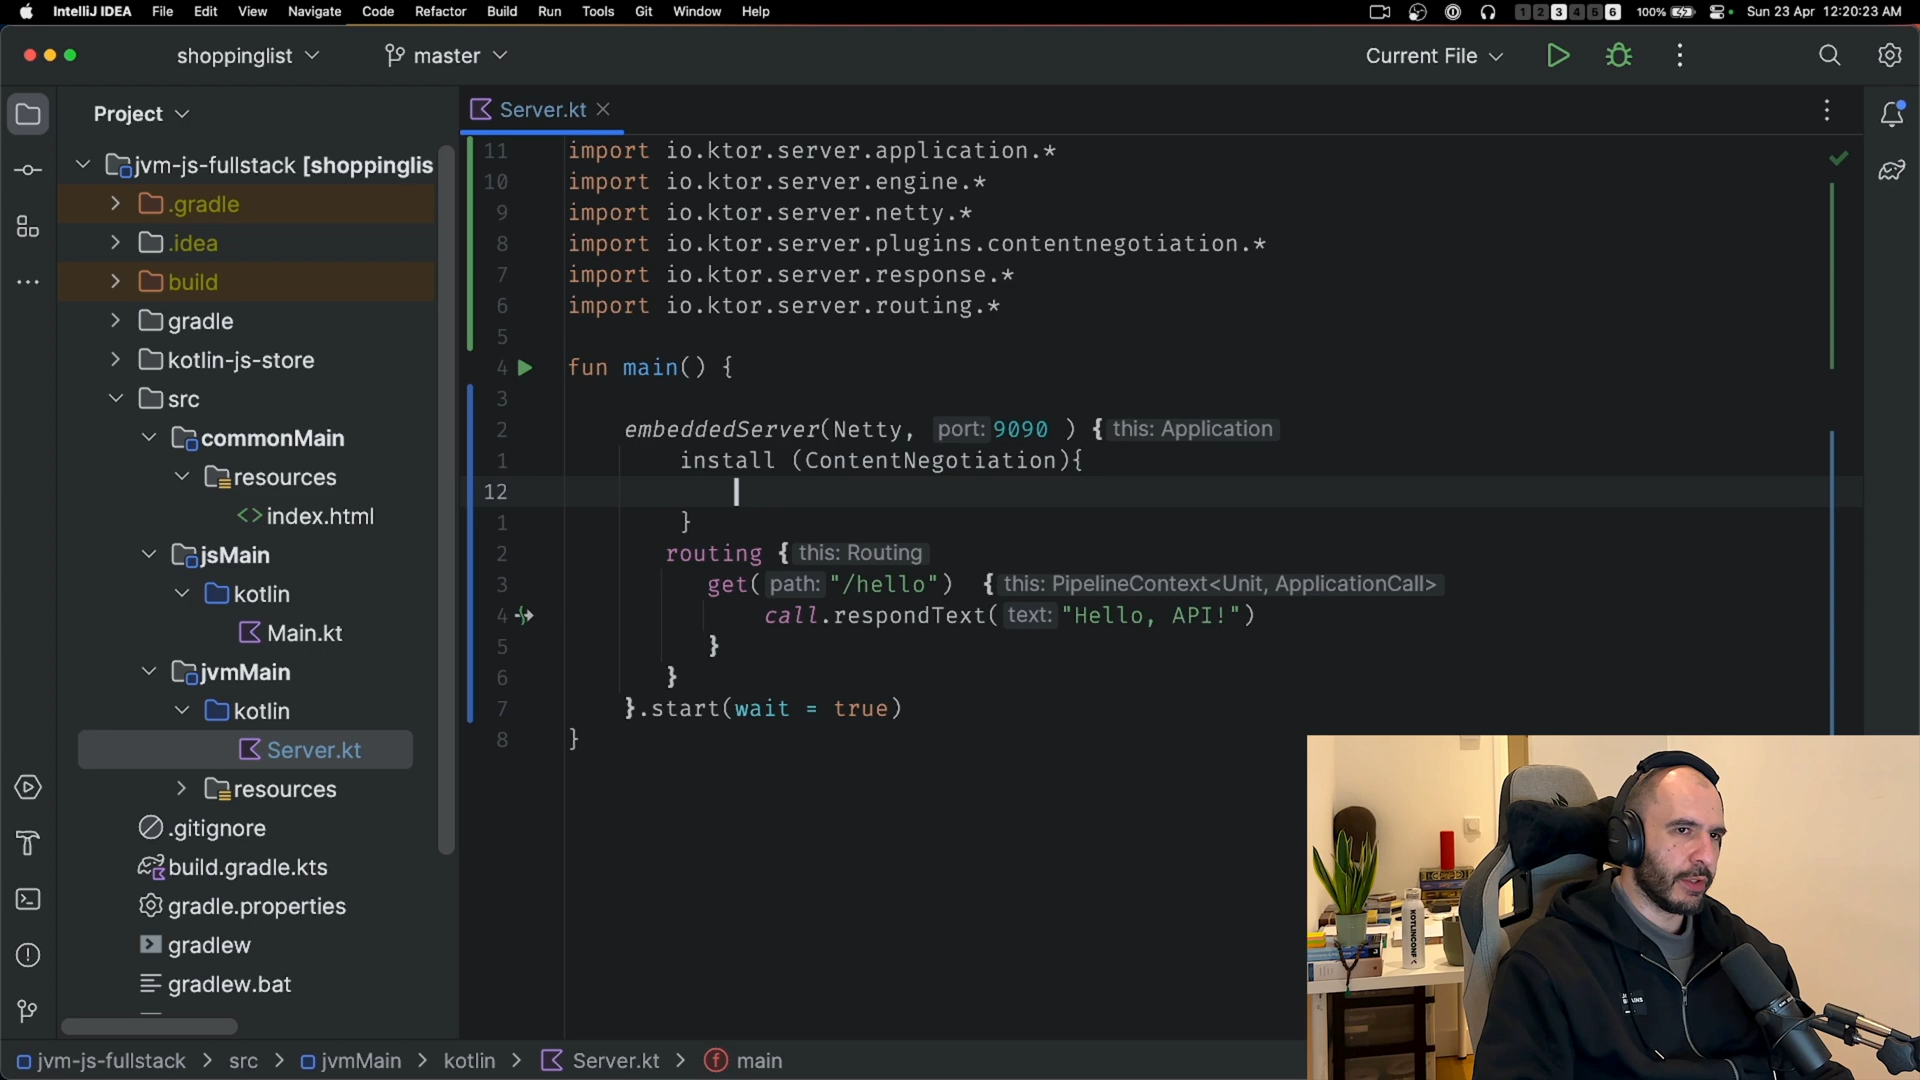 IntelliJ IDEA File Edit View Navigate Code Refactor Build Run Tools Git Window Help 1 2 3 4 5 6 100% Sun 23 Apr 12:20:23 AM
shoppinglist master Current File
Project
Server.kt
jvm-js-fullstack [shoppinglis
.gradle
.idea
build
gradle
kotlin-js-store
src
commonMain
resources
index.html
jsMain
kotlin
Main.kt
jvmMain
kotlin
Server.kt
resources
.gitignore
build.gradle.kts
gradle.properties
gradlew
gradlew.bat
11 import io.ktor.server.application.*
10 import io.ktor.server.engine.*
9 import io.ktor.server.netty.*
8 import io.ktor.server.plugins.contentnegotiation.*
7 import io.ktor.server.response.*
6 import io.ktor.server.routing.*
5
4 fun main() {
3
2 embeddedServer(Netty, port: 9090 ) { this: Application
1 install (ContentNegotiation){
12
1 }
2 routing { this: Routing
3 get( path: "/hello") { this: PipelineContext<Unit, ApplicationCall>
4 call.respondText( text: "Hello, API!")
5 }
6 }
7 }.start(wait = true)
8 }
KOTLINCONF
jvm-js-fullstack > src > jvmMain > kotlin > Server.kt > main